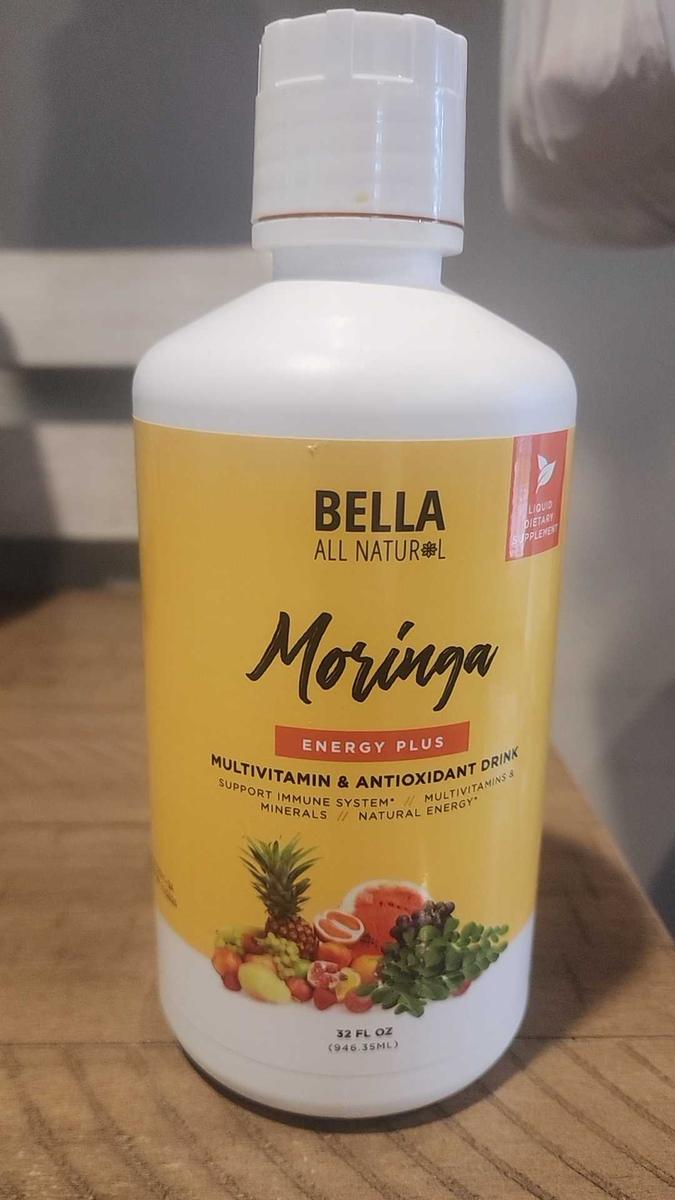 BELLA
ALL NATURAL
LIQUID
DIETARY
SUPPLEMENT
Moringa
ENERGY PLUS
MULTIVITAMIN & ANTIOXIDANT DRINK
SUPPORT IMMUNE SYSTEM* // MULTIVITAMINS &
MINERALS // NATURAL ENERGY*
32 FL OZ
(946.35ML)